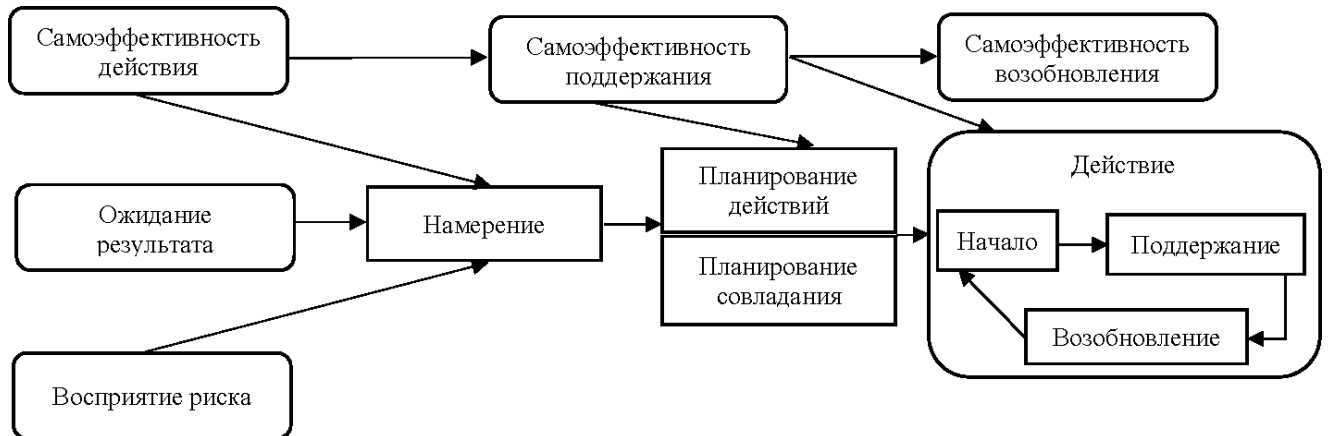 Самоэффективность
действия
Самоэффективность
поддержания
Самоэффективность
возобновления
Ожидание
результата
Намерение
Планирование
действий
Планирование
совладания
Действие
Начало
Поддержание
Возобновление
Восприятие риска